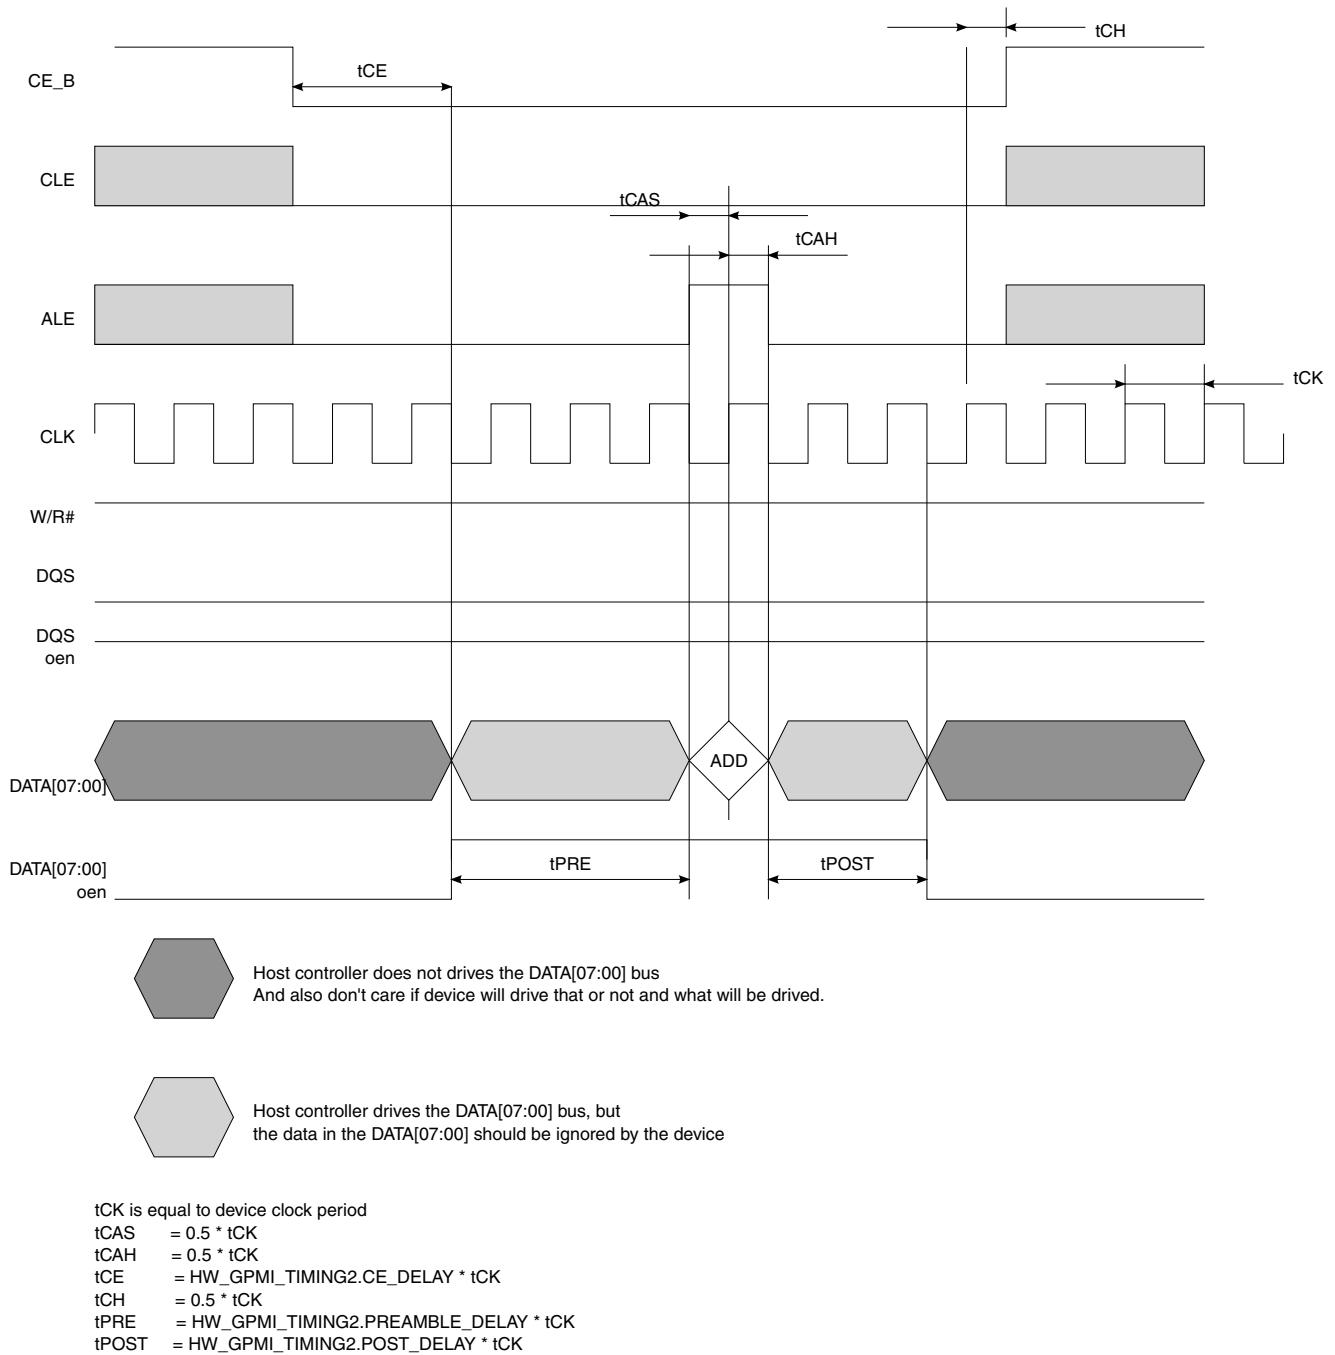 tCH
CE_B
tCE
CLE
tCAS
tCAH
ALE
tCK
CLK
W/R#
DQS
DQS
oen
ADD
DATA[07:00]
tPRE
tPOST
DATA[07:00]
oen
Host controller does not drives the DATA[07:00] bus
And also don't care if device will drive that or not and what will be drived.
Host controller drives the DATA[07:00] bus, but
the data in the DATA[07:00] should be ignored by the device
tCK is equal to device clock period
tCAS = 0.5 * tCK
tCAH = 0.5 * tCK
tCE = HW_GPMI_TIMING2.CE_DELAY * tCK
tCH = 0.5 * tCK
tPRE = HW_GPMI_TIMING2.PREAMBLE_DELAY * tCK
tPOST = HW_GPMI_TIMING2.POST_DELAY * tCK